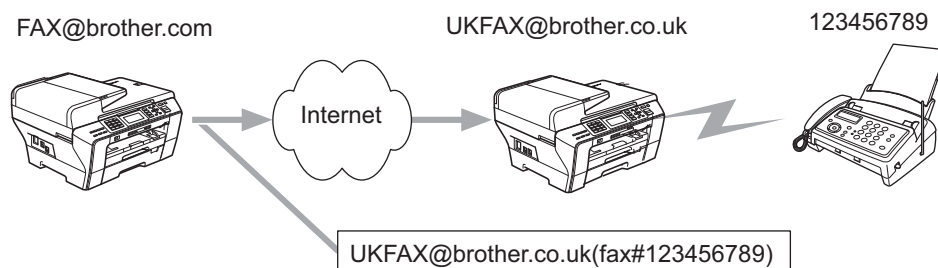 FAX@brother.com
UKFAX@brother.co.uk
123456789
Internet
UKFAX@brother.co.uk(fax#123456789)